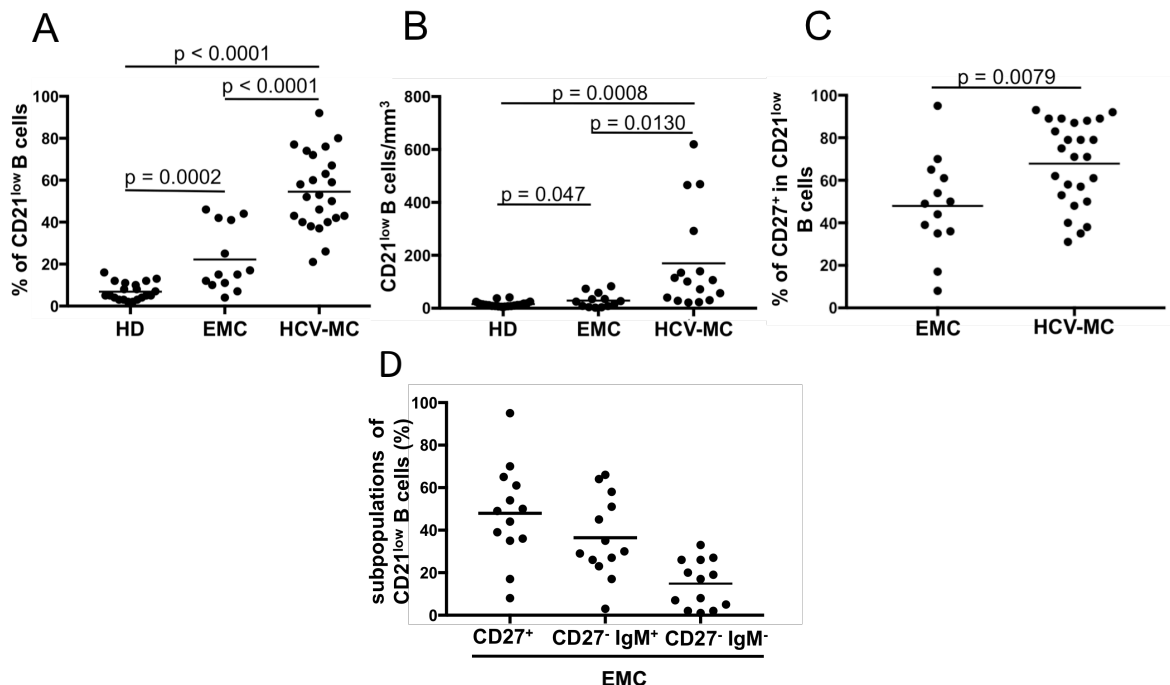 A
p < 0.0001
p < 0.0001
p = 0.0002
% of CD21low B cells
100
80
60
40
20
0
HD EMC HCV-MC
B
p = 0.0008
p = 0.0130
p = 0.047
CD21low B cells/mm3
800
600
400
200
0
HD EMC HCV-MC
C
p = 0.0079
% of CD27+ in CD21low
B cells
100
80
60
40
20
0
EMC HCV-MC
D
subpopulations of
CD21low B cells (%)
100
80
60
40
20
0
CD27+ CD27- IgM+ CD27- IgM-
EMC